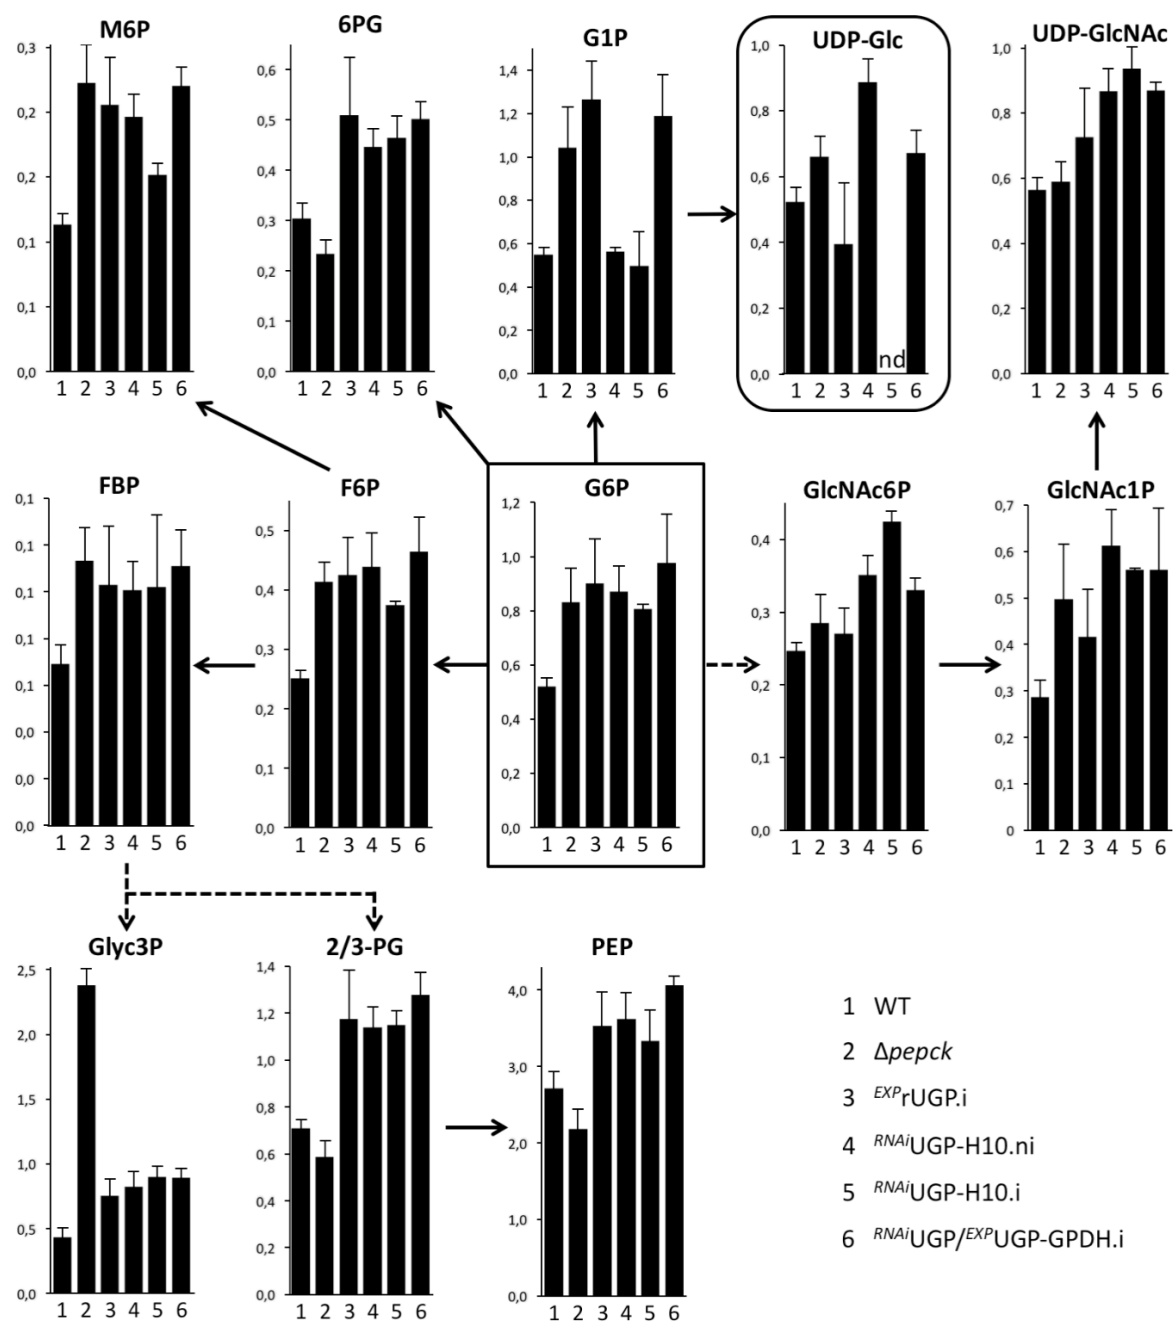 M6P
0,3
0,2
0,2
0,1
0,1
0,0
1 2 3 4 5 6
6PG
0,6
0,5
0,4
0,3
0,2
0,1
0,0
1 2 3 4 5 6
G1P
1,4
1,2
1,0
0,8
0,6
0,4
0,2
0,0
1 2 3 4 5 6
UDP-Glc
1,0
0,8
0,6
0,4
0,2
0,0
nd
1 2 3 4 5 6
UDP-GlcNAc
1,0
0,8
0,6
0,4
0,2
0,0
1 2 3 4 5 6
FBP
0,1
0,1
0,1
0,1
0,1
0,0
0,0
0,0
1 2 3 4 5 6
F6P
0,5
0,4
0,3
0,2
0,1
0,0
1 2 3 4 5 6
G6P
1,2
1,0
0,8
0,6
0,4
0,2
0,0
1 2 3 4 5 6
GlcNAc6P
0,4
0,3
0,2
0,1
0,0
1 2 3 4 5 6
GlcNAc1P
0,7
0,6
0,5
0,4
0,3
0,2
0,1
0
1 2 3 4 5 6
Glyc3P
2,5
2,0
1,5
1,0
0,5
0,0
1 2 3 4 5 6
2/3-PG
1,4
1,2
1,0
0,8
0,6
0,4
0,2
0,0
1 2 3 4 5 6
PEP
4,0
3,0
2,0
1,0
0,0
1 2 3 4 5 6
1 WT
2 Δpepck
3 EXPrUGP.i
4 RNAiUGP-H10.ni
5 RNAiUGP-H10.i
6 RNAiUGP/EXPUGP-GPDH.i